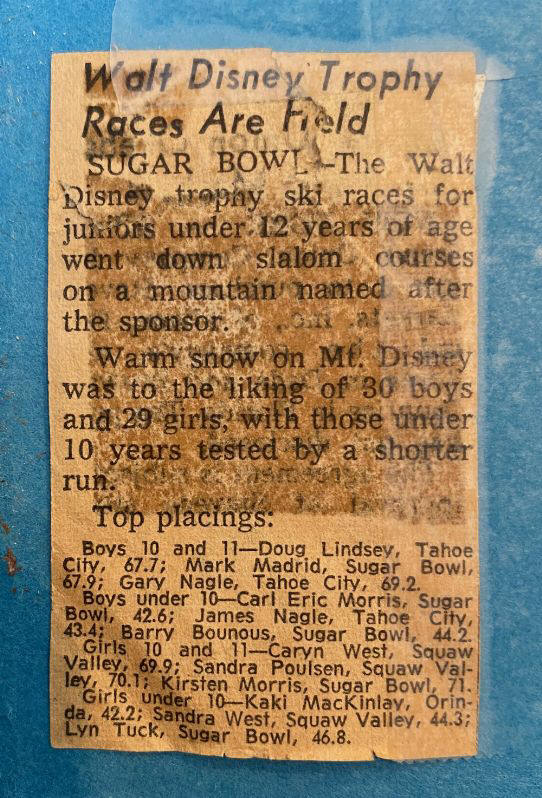 Walt Disney Trophy
Races Are Field
SUGAR BOWL—The Walt
Disney trophy ski races for
juniors under 12 years of age
went down slalom courses
on a mountain named after
the sponsor.
Warm snow on Mt. Disney
was to the liking of 30 boys
and 29 girls, with those under
10 years tested by a shorter
run.
Top placings:
Boys 10 and 11—Doug Lindsey, Tahoe
City, 67.7; Mark Madrid, Sugar Bowl,
67.9; Gary Nagle, Tahoe City, 69.2.
Boys under 10—Carl Eric Morris, Sugar
Bowl, 42.6; James Nagle, Tahoe City,
43.4; Barry Bounous, Sugar Bowl, 44.2.
Girls 10 and 11—Caryn West, Squaw
Valley, 69.9; Sandra Poulsen, Squaw Val-
ley, 70.1; Kirsten Morris, Sugar Bowl, 71.
Girls under 10—Kaki MacKinlay, Orin-
da, 42.2; Sandra West, Squaw Valley, 44.3;
Lyn Tuck, Sugar Bowl, 46.8.